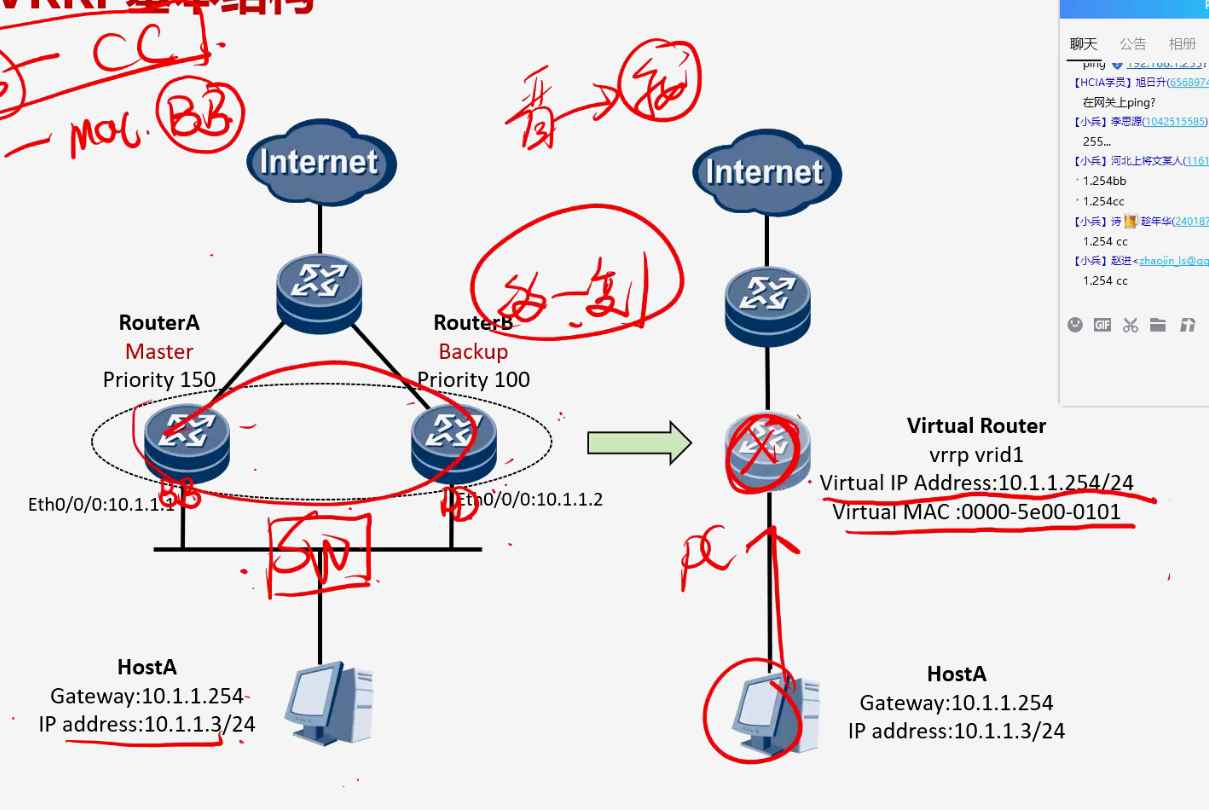 VRRP基本结构
CC
MAC. BB
Internet
RouterA
Master
Priority 150
RouterB
Backup
Priority 100
Eth0/0/0:10.1.1.1
BB
Eth0/0/0:10.1.1.2
SW
HostA
Gateway:10.1.1.254
IP address:10.1.1.3/24
Internet
Virtual Router
vrrp vrid1
Virtual IP Address:10.1.1.254/24
Virtual MAC :0000-5e00-0101
PC
HostA
Gateway:10.1.1.254
IP address:10.1.1.3/24
聊天 公告 相册
ping 192.168.1.255?
【HCIA学员】旭日升(6568974
在网关上ping?
【小兵】李思源(1042515585)
255...
【小兵】河北上将文某人(1161
1.254bb
1.254cc
【小兵】诗🍺趁年华(240187
1.254 cc
【小兵】赵进<zhaojin_ls@qq
1.254 cc
GIF